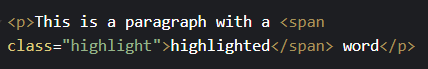 <p>This is a paragraph with a <span
class="highlight">highlighted</span> word</p>